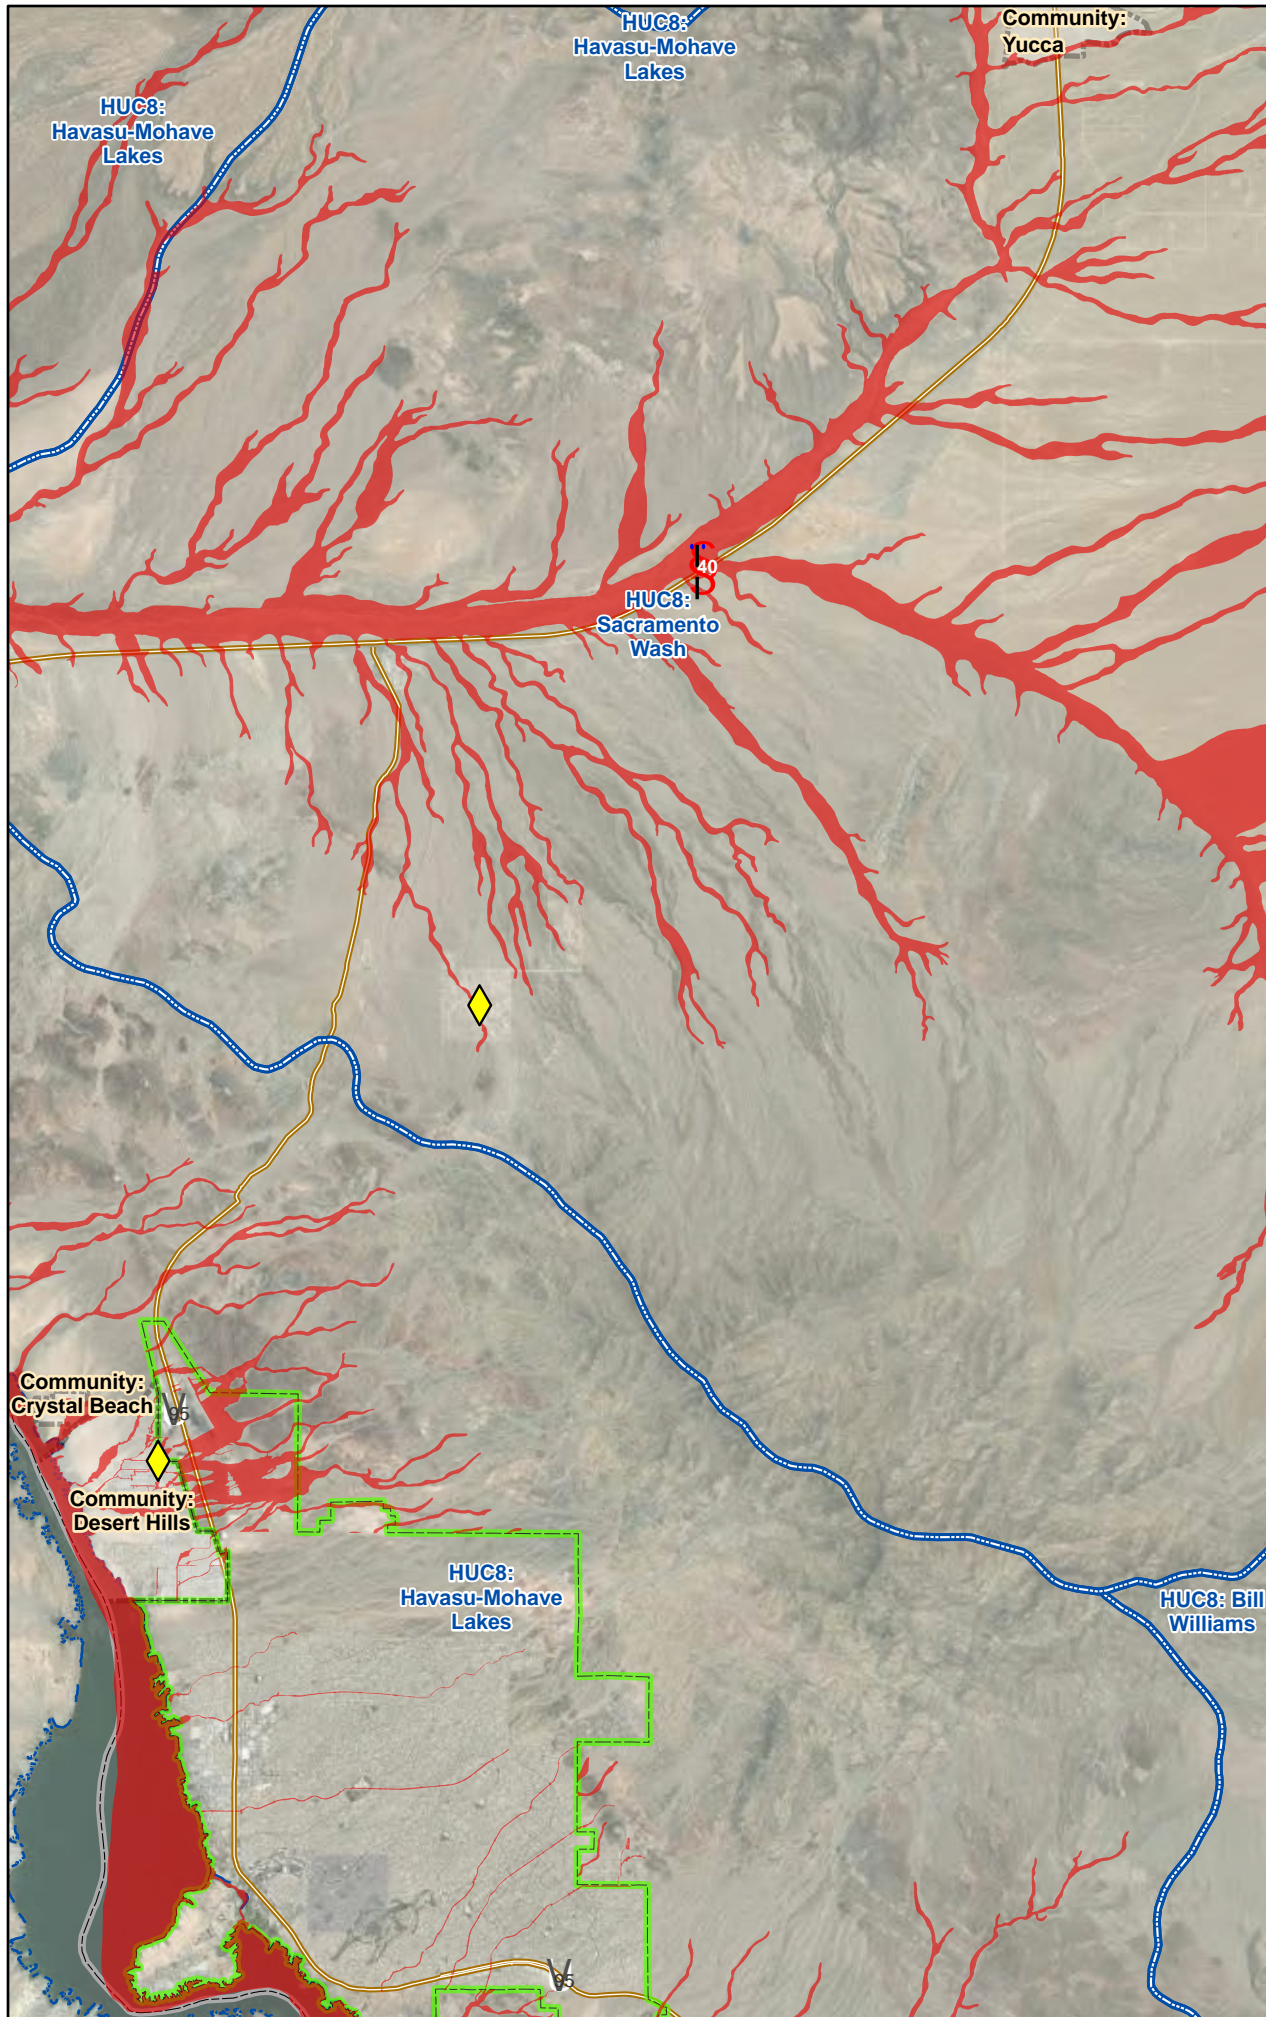 HUC8:
Havasu-Mohave
Lakes
Community:
Yucca
HUC8:
Havasu-Mohave
Lakes
40
HUC8:
Sacramento
Wash
Community:
Crystal Beach
95
Community:
Desert Hills
HUC8:
Havasu-Mohave
Lakes
HUC8: Bill
Williams
95